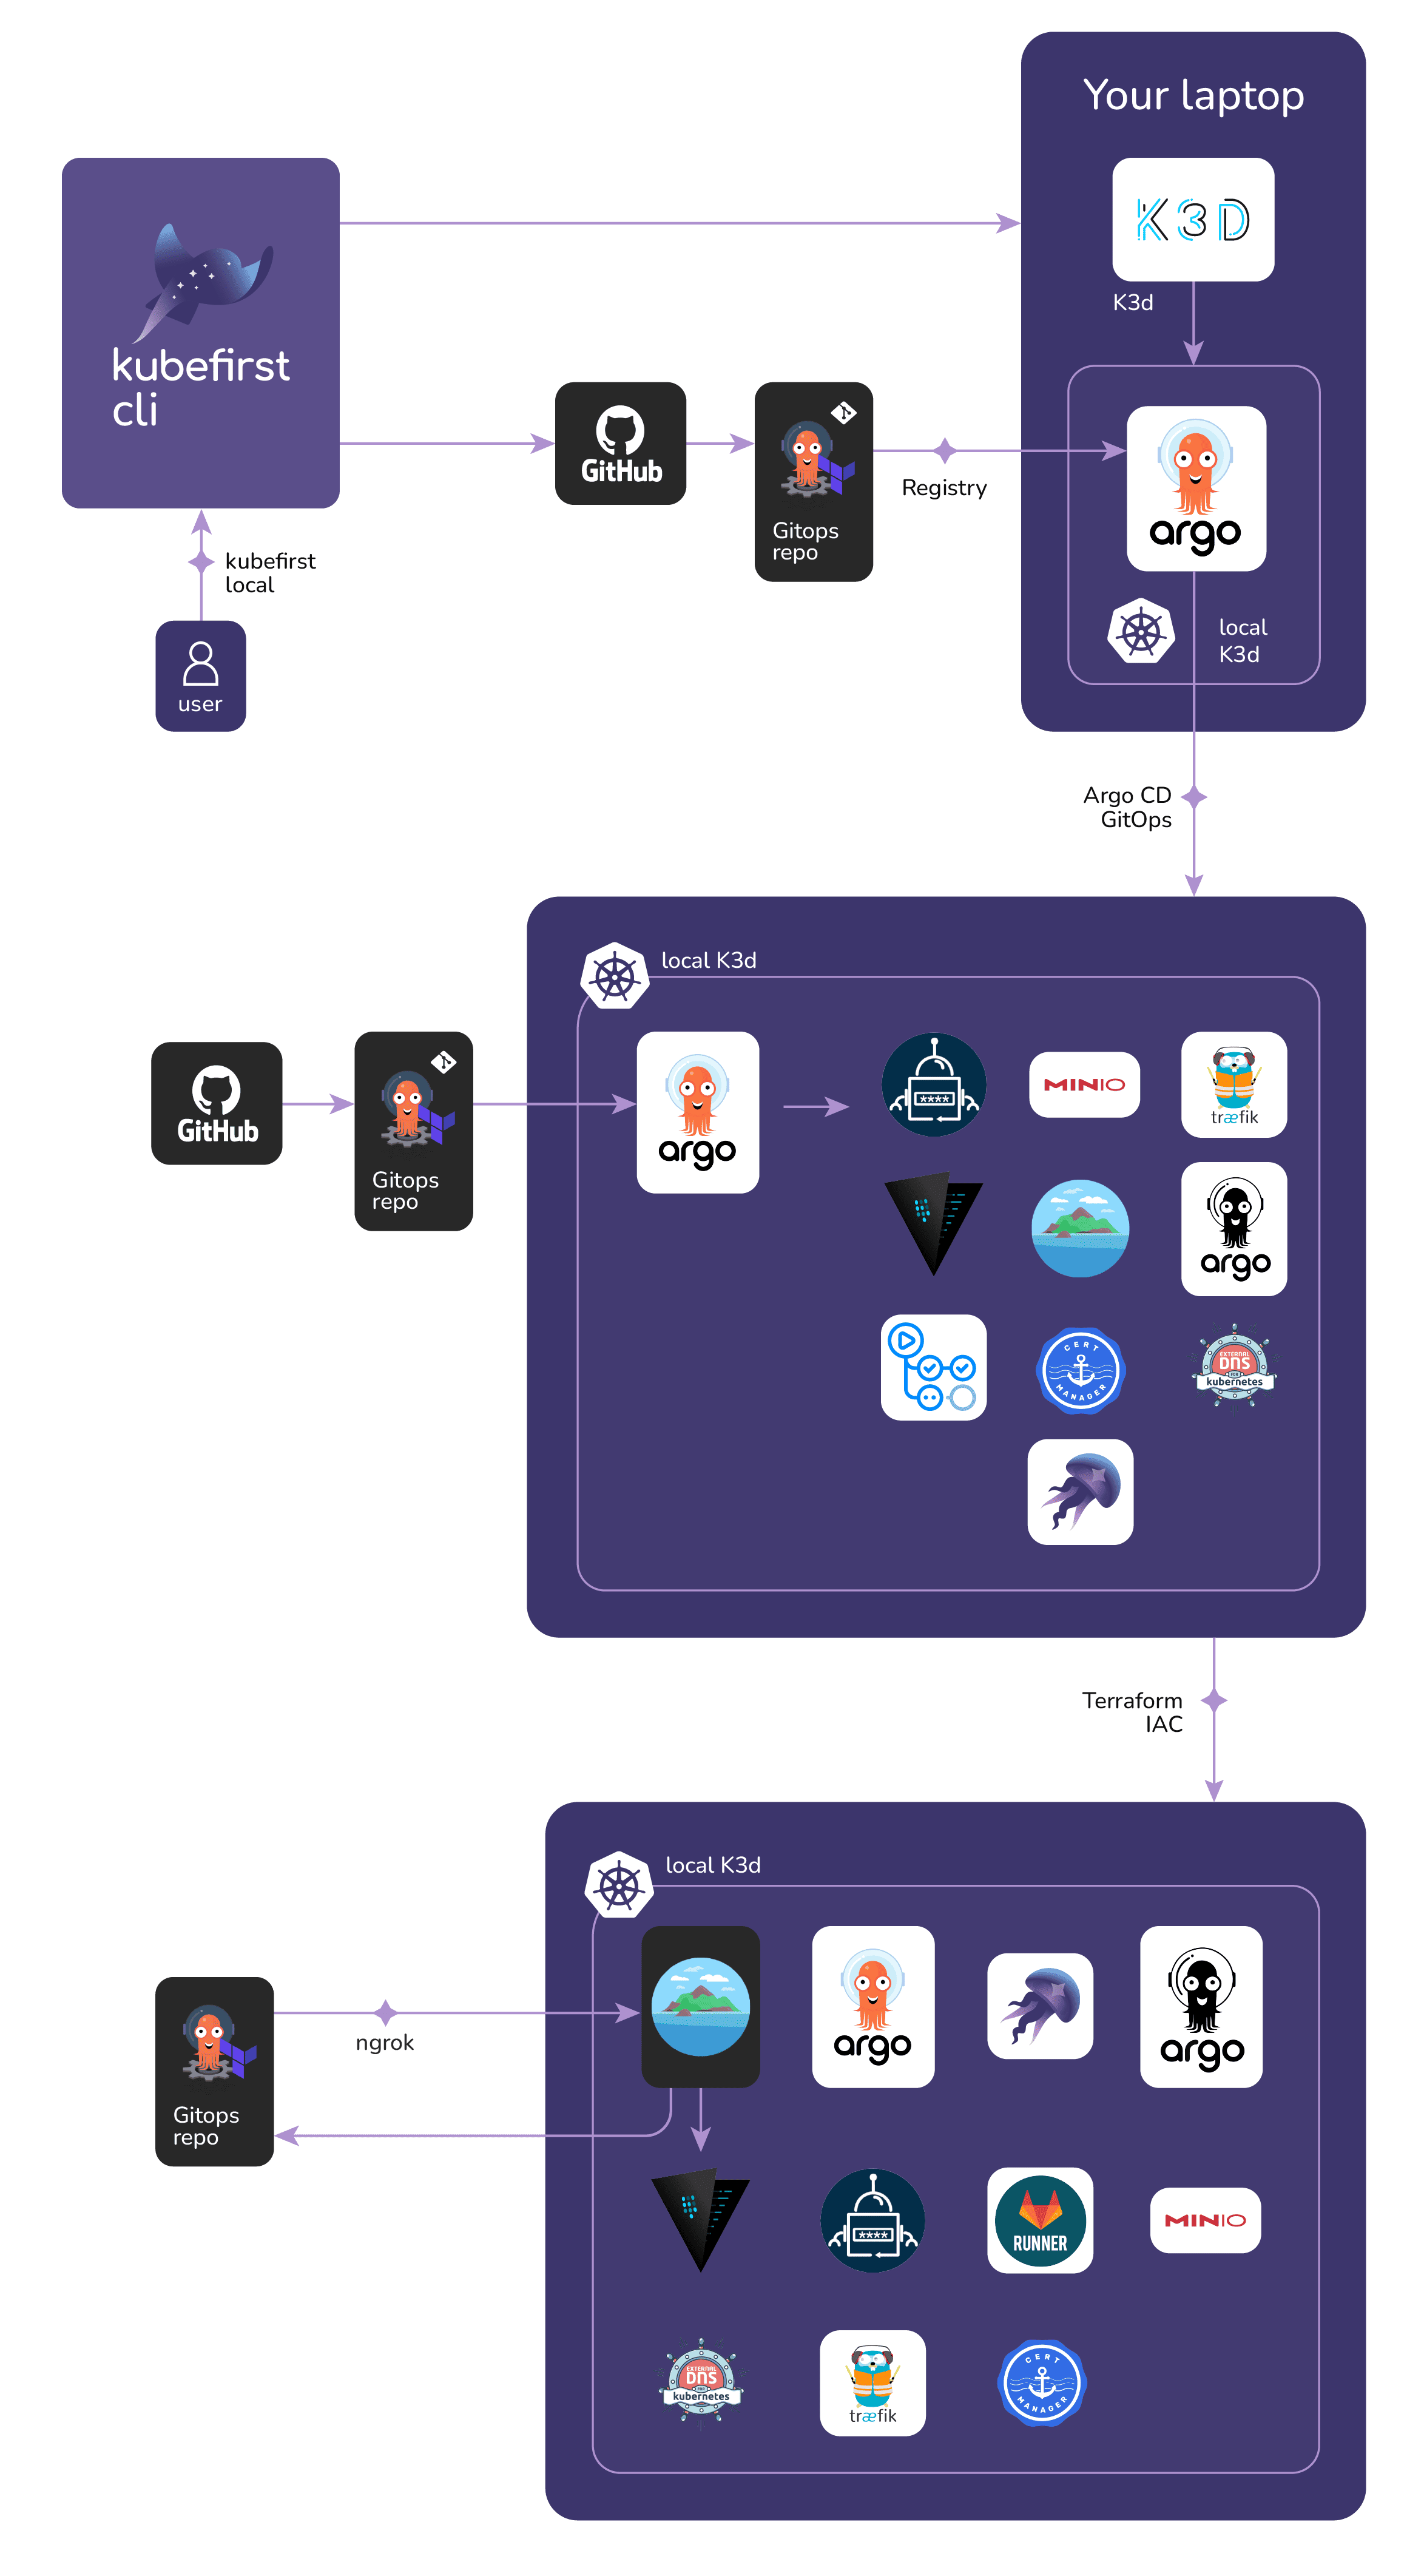 Your laptop
K3D
K3d
kubefirst
cli
GitHub
Gitops
repo
Registry
argo
local
K3d
kubefirst
local
user
Argo CD
GitOps
local K3d
GitHub
Gitops
repo
argo
****
MINIO
træfik
argo
CERT
MANAGER
EXTERNAL
DNS
FOR
kubernetes
Terraform
IAC
local K3d
Gitops
repo
ngrok
argo
argo
****
RUNNER
MINIO
EXTERNAL
DNS
FOR
kubernetes
træfik
CERT
MANAGER